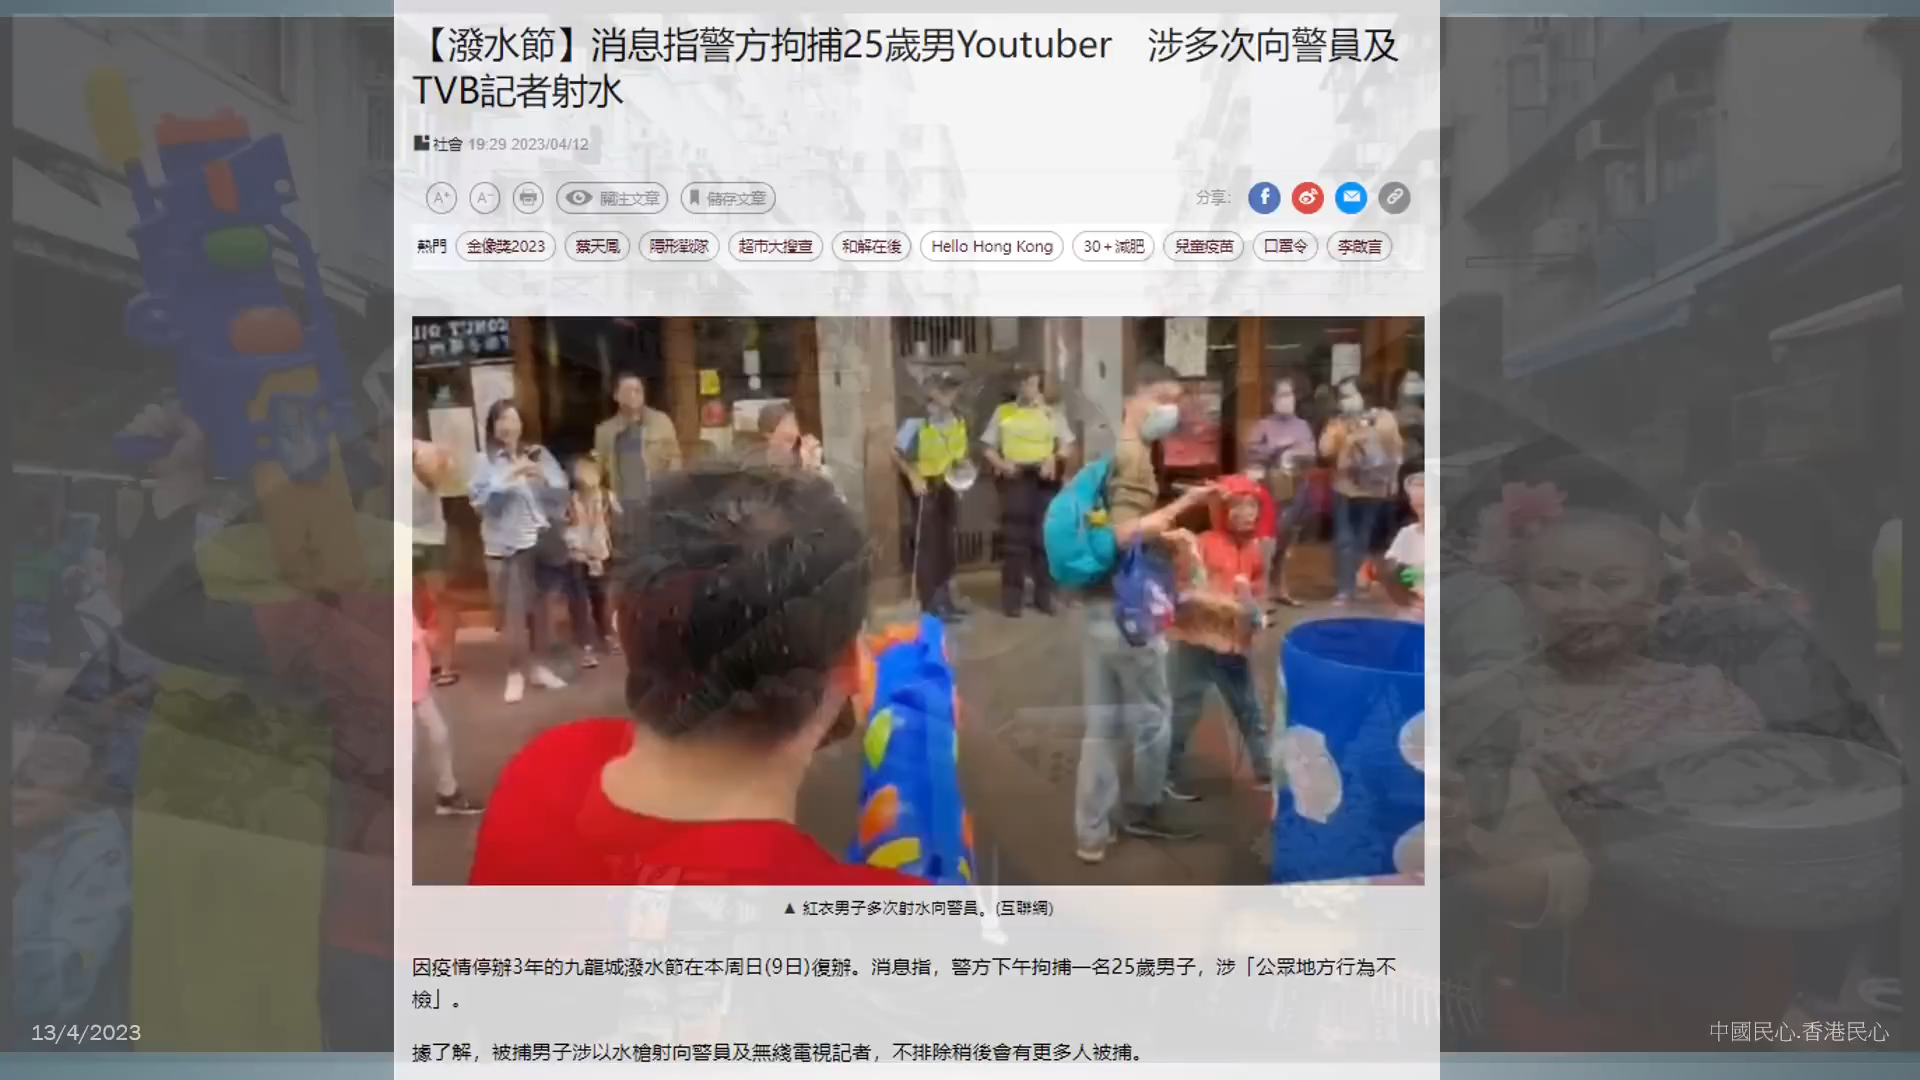 【潑水節】消息指警方拘捕25歲男Youtuber 涉多次向警員及
TVB記者射水
社會 19:29 2023/04/12
A+ A- 關注文章 儲存文章 分享:
熱門 金像獎2023 蔡天鳳 隱形戰隊 超市大搜查 和解在後 Hello Hong Kong 30+減肥 兒童疫苗 口罩令 李啟言
▲ 紅衣男子多次射水向警員。(互聯網)
因疫情停辦3年的九龍城潑水節在本周日(9日)復辦。消息指，警方下午拘捕一名25歲男子，涉「公眾地方行為不
檢」。
據了解，被捕男子涉以水槍射向警員及無綫電視記者，不排除稍後會有更多人被捕。
13/4/2023
中國民心.香港民心